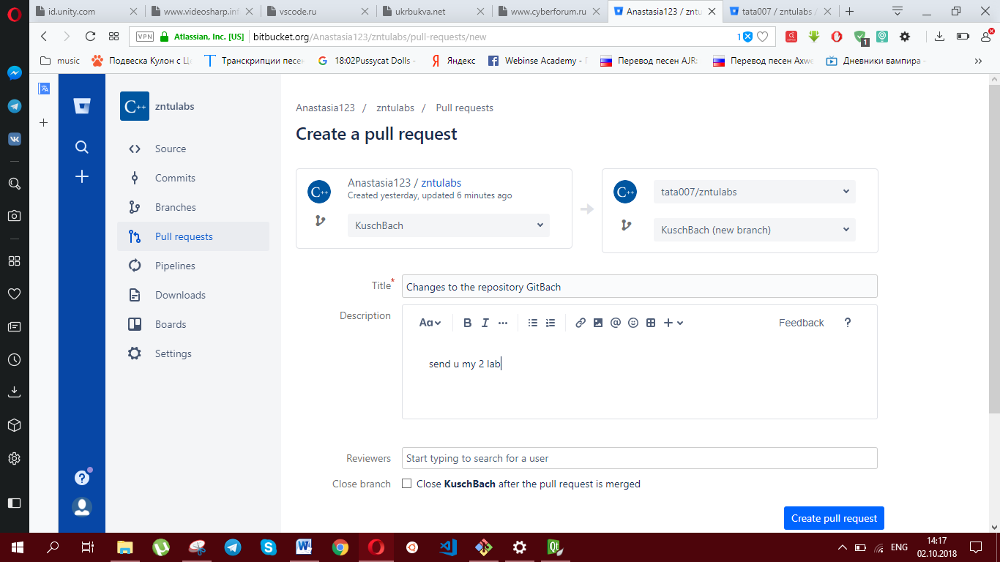 id.unity.com
www.videosharp.inf
vscode.ru
ukrbukva.net
www.cyberforum.ru
Anastasia123 / zntu
tata007 / zntulabs /
VPN
Atlassian, Inc. [US]
bitbucket.org/Anastasia123/zntulabs/pull-requests/new
1
1
music
Подвеска Кулон с Це
Транскрипции песен
18:02Pussycat Dolls -
Яндекс
Webinse Academy - Г
Перевод песен AJR:
Перевод песен Axwe
Дневники вампира -
C++
zntulabs
Source
Commits
Branches
Pull requests
Pipelines
Downloads
Boards
Settings
Anastasia123 / zntulabs / Pull requests
Create a pull request
C++
Anastasia123 / zntulabs
Created yesterday, updated 6 minutes ago
KuschBach
C++
tata007/zntulabs
KuschBach (new branch)
Title*
Changes to the repository GitBach
Description
Aa
B I ...
Feedback ?
send u my 2 lab
Reviewers
Start typing to search for a user
Close branch
Close KuschBach after the pull request is merged
Create pull request
ENG
14:17
02.10.2018